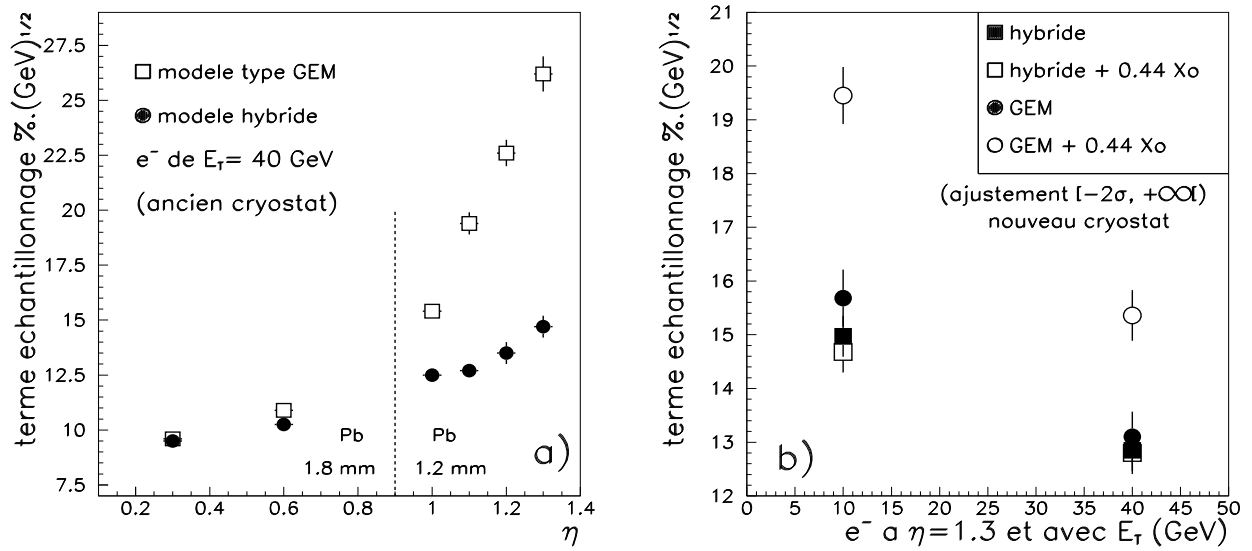 terme echantillonnage %.(GeV)1/2
27.5
25
22.5
20
17.5
15
12.5
10
7.5
modele type GEM
modele hybride
e− de ET= 40 GeV
(ancien cryostat)
Pb
1.8 mm
Pb
1.2 mm
a)
0.2 0.4 0.6 0.8 1 1.2 1.4
η
terme echantillonnage %.(GeV)1/2
21
20
19
18
17
16
15
14
13
12
hybride
hybride + 0.44 Xo
GEM
GEM + 0.44 Xo
(ajustement [−2σ, +∞[)
nouveau cryostat
b)
0 5 10 15 20 25 30 35 40 45 50
e− a η=1.3 et avec ET (GeV)